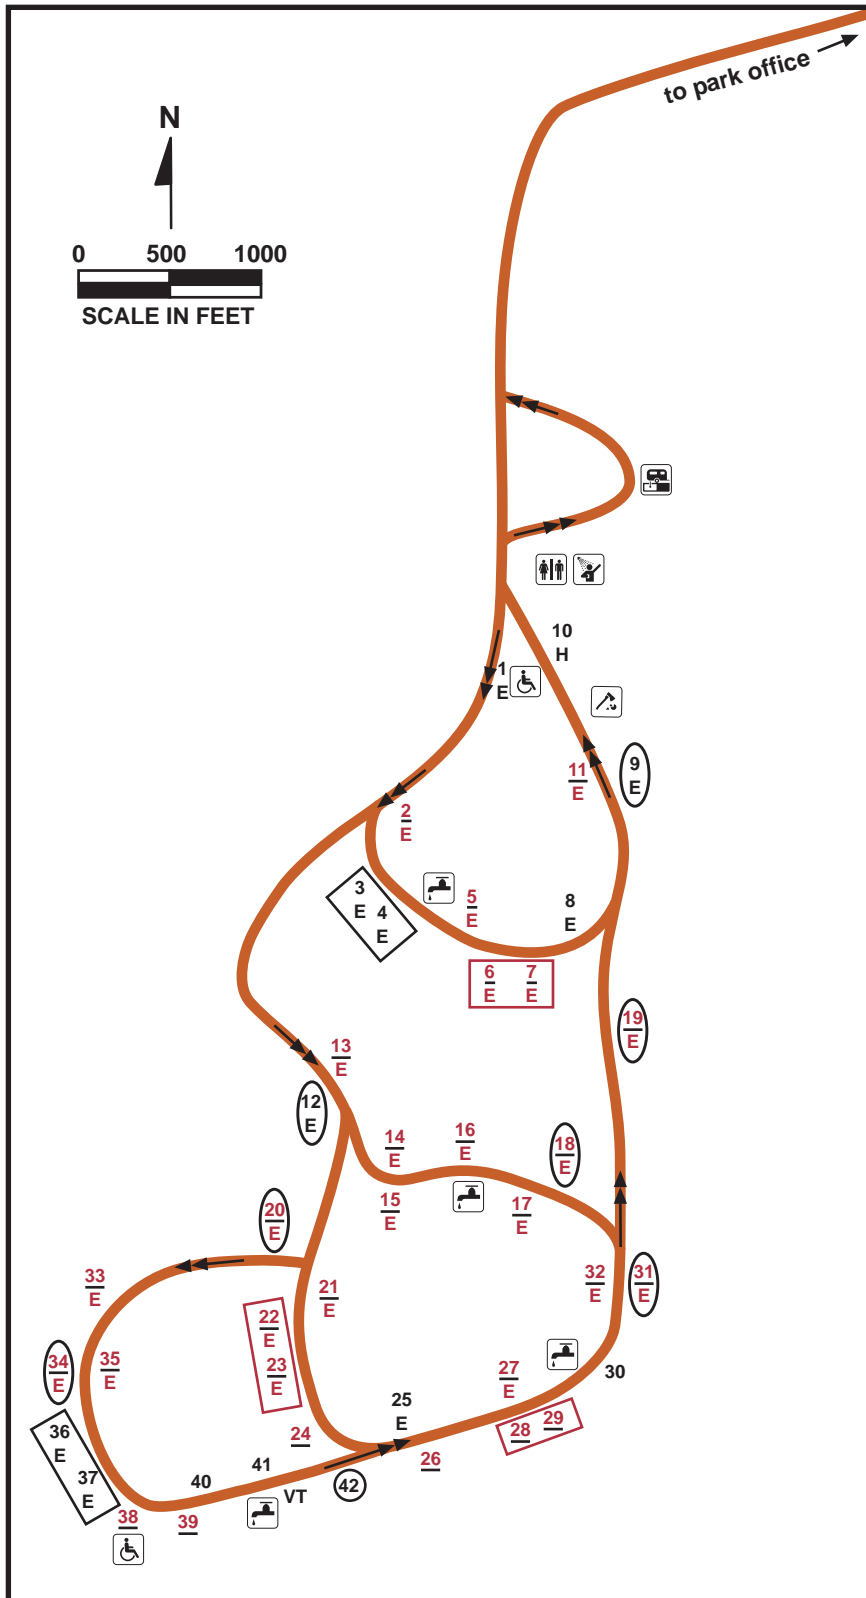 to park office
N
0 500 1000
SCALE IN FEET
10
H
1
E
9
E
11
E
2
E
3
E
4
E
5
E
8
E
6
E
7
E
19
E
13
E
12
E
14
E
16
E
18
E
15
E
17
E
20
E
33
E
21
E
32
E
31
E
22
E
23
E
34
E
35
E
27
E
30
25
E
28
29
24
26
36
E
37
E
40
41
VT
42
38
39